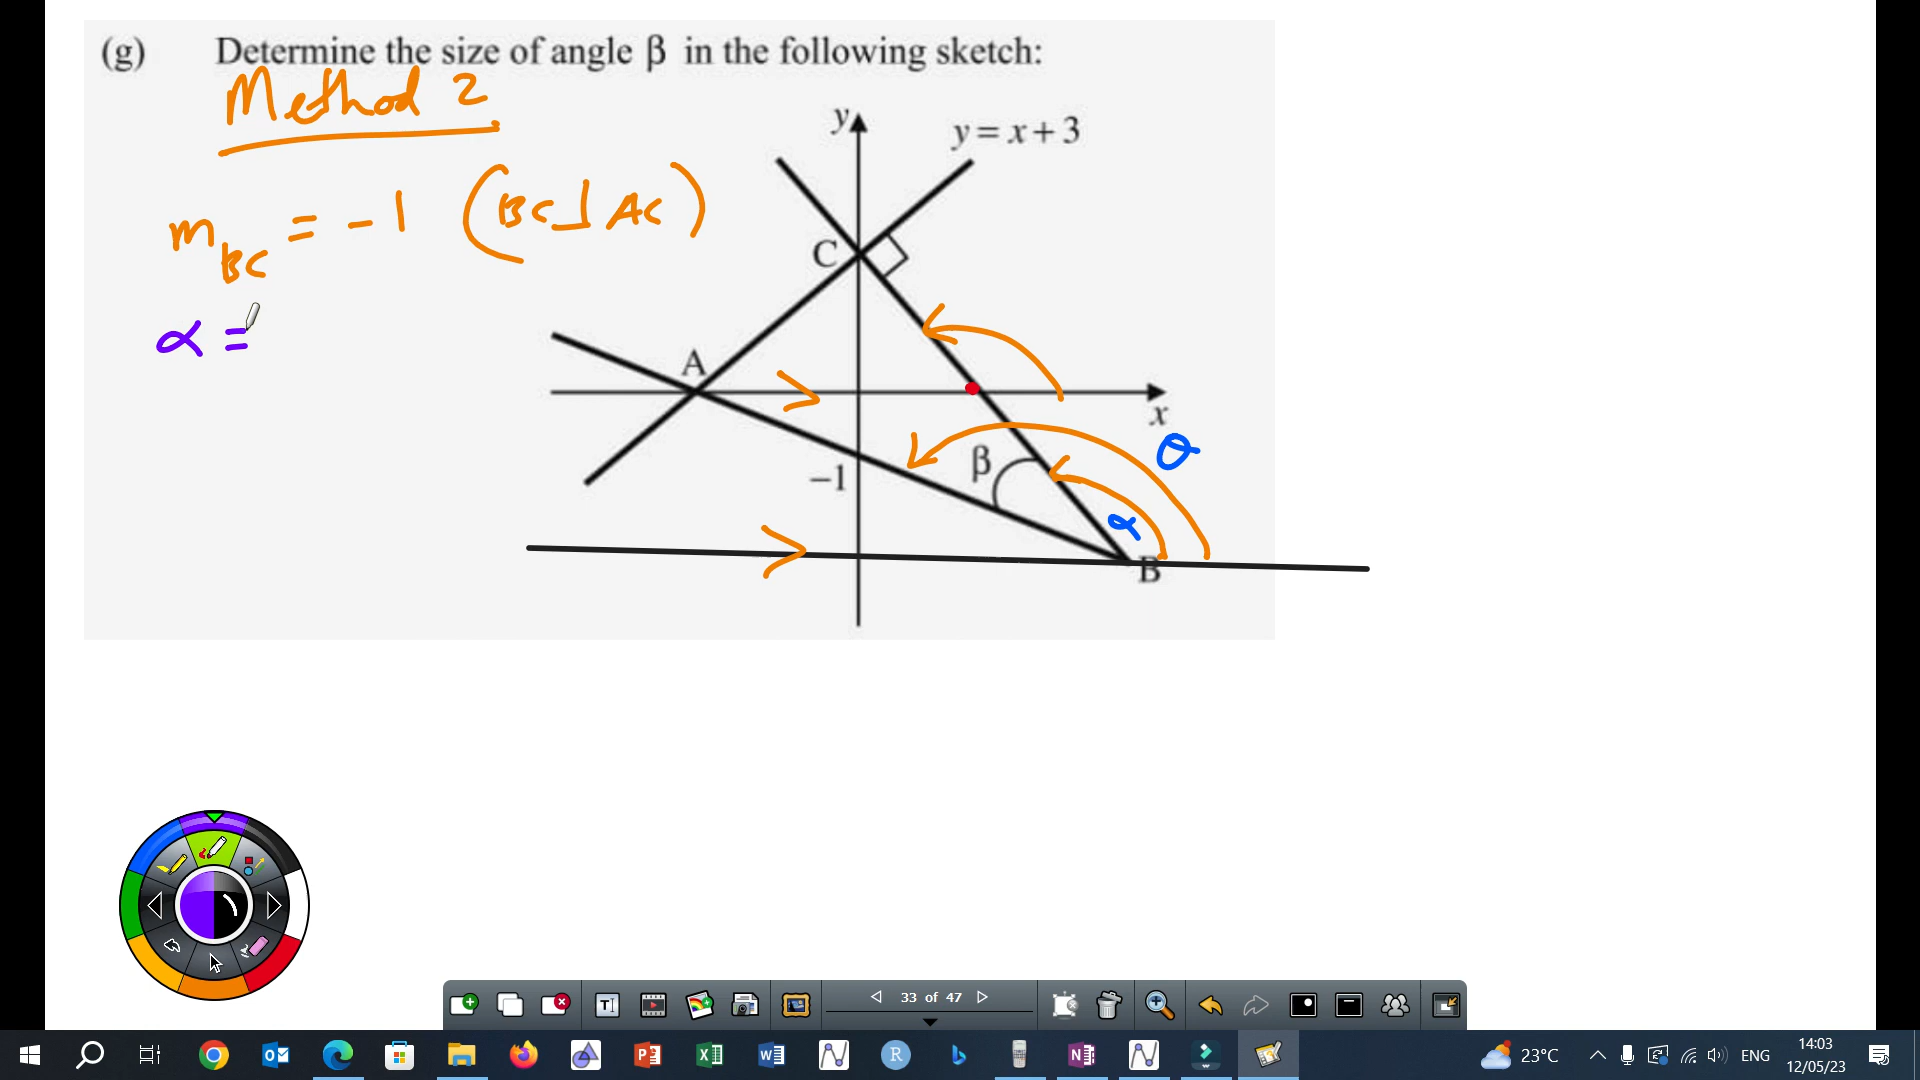 (g) Determine the size of angle β in the following sketch:
Method 2
y
y = x + 3
m_BC = -1 (BC ⊥ AC)
C
α =
A
x
θ
β
-1
α
B
33 of 47
23°C
ENG
14:03
12/05/23